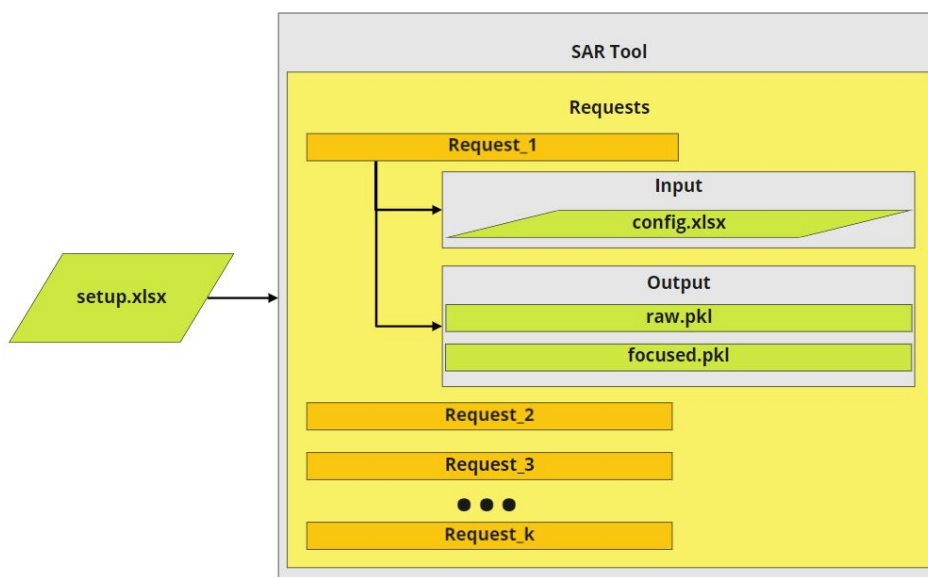 SAR Tool
Requests
Request_1
Input
config.xlsx
setup.xlsx
Output
raw.pkl
focused.pkl
Request_2
Request_3
Request_k